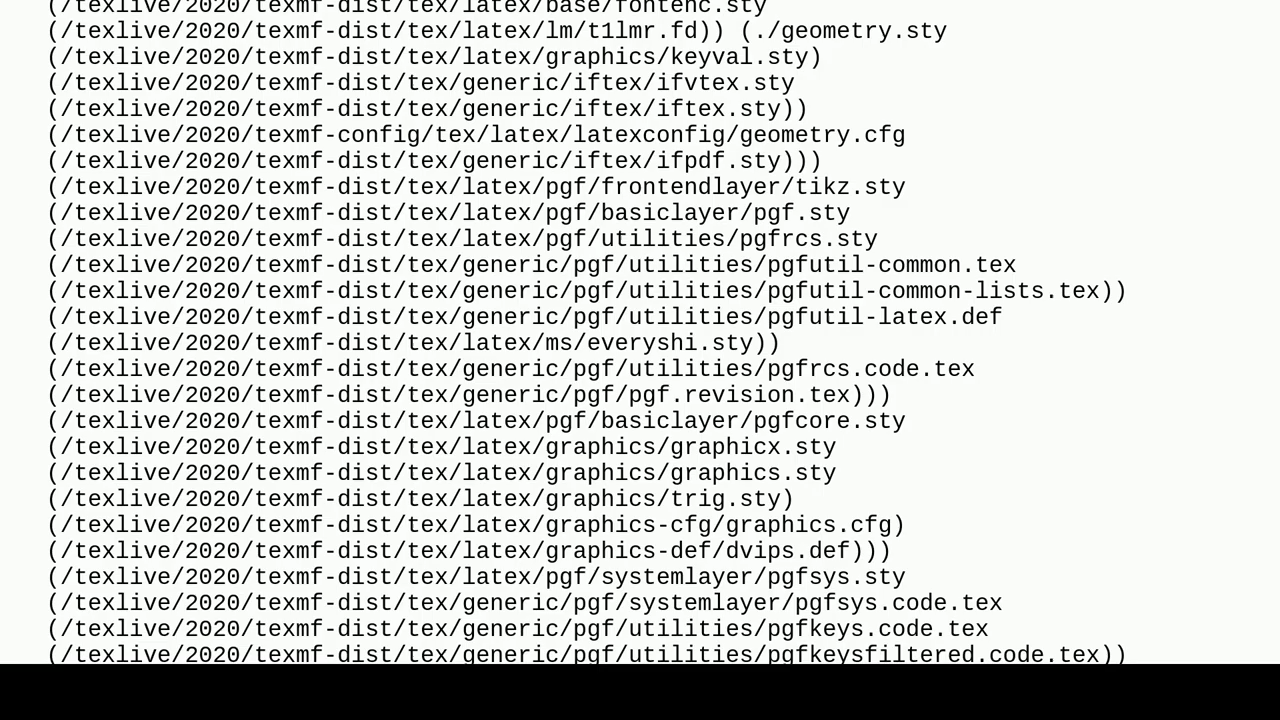 (/texlive/2020/texmf-dist/tex/latex/base/fontenc.sty
(/texlive/2020/texmf-dist/tex/latex/lm/t1lmr.fd)) (./geometry.sty
(/texlive/2020/texmf-dist/tex/latex/graphics/keyval.sty)
(/texlive/2020/texmf-dist/tex/generic/iftex/ifvtex.sty
(/texlive/2020/texmf-dist/tex/generic/iftex/iftex.sty))
(/texlive/2020/texmf-config/tex/latex/latexconfig/geometry.cfg
(/texlive/2020/texmf-dist/tex/generic/iftex/ifpdf.sty)))
(/texlive/2020/texmf-dist/tex/latex/pgf/frontendlayer/tikz.sty
(/texlive/2020/texmf-dist/tex/latex/pgf/basiclayer/pgf.sty
(/texlive/2020/texmf-dist/tex/latex/pgf/utilities/pgfrcs.sty
(/texlive/2020/texmf-dist/tex/generic/pgf/utilities/pgfutil-common.tex
(/texlive/2020/texmf-dist/tex/generic/pgf/utilities/pgfutil-common-lists.tex))
(/texlive/2020/texmf-dist/tex/generic/pgf/utilities/pgfutil-latex.def
(/texlive/2020/texmf-dist/tex/latex/ms/everyshi.sty))
(/texlive/2020/texmf-dist/tex/generic/pgf/utilities/pgfrcs.code.tex
(/texlive/2020/texmf-dist/tex/generic/pgf/pgf.revision.tex)))
(/texlive/2020/texmf-dist/tex/latex/pgf/basiclayer/pgfcore.sty
(/texlive/2020/texmf-dist/tex/latex/graphics/graphicx.sty
(/texlive/2020/texmf-dist/tex/latex/graphics/graphics.sty
(/texlive/2020/texmf-dist/tex/latex/graphics/trig.sty)
(/texlive/2020/texmf-dist/tex/latex/graphics-cfg/graphics.cfg)
(/texlive/2020/texmf-dist/tex/latex/graphics-def/dvips.def)))
(/texlive/2020/texmf-dist/tex/latex/pgf/systemlayer/pgfsys.sty
(/texlive/2020/texmf-dist/tex/generic/pgf/systemlayer/pgfsys.code.tex
(/texlive/2020/texmf-dist/tex/generic/pgf/utilities/pgfkeys.code.tex
(/texlive/2020/texmf-dist/tex/generic/pgf/utilities/pgfkeysfiltered.code.tex))